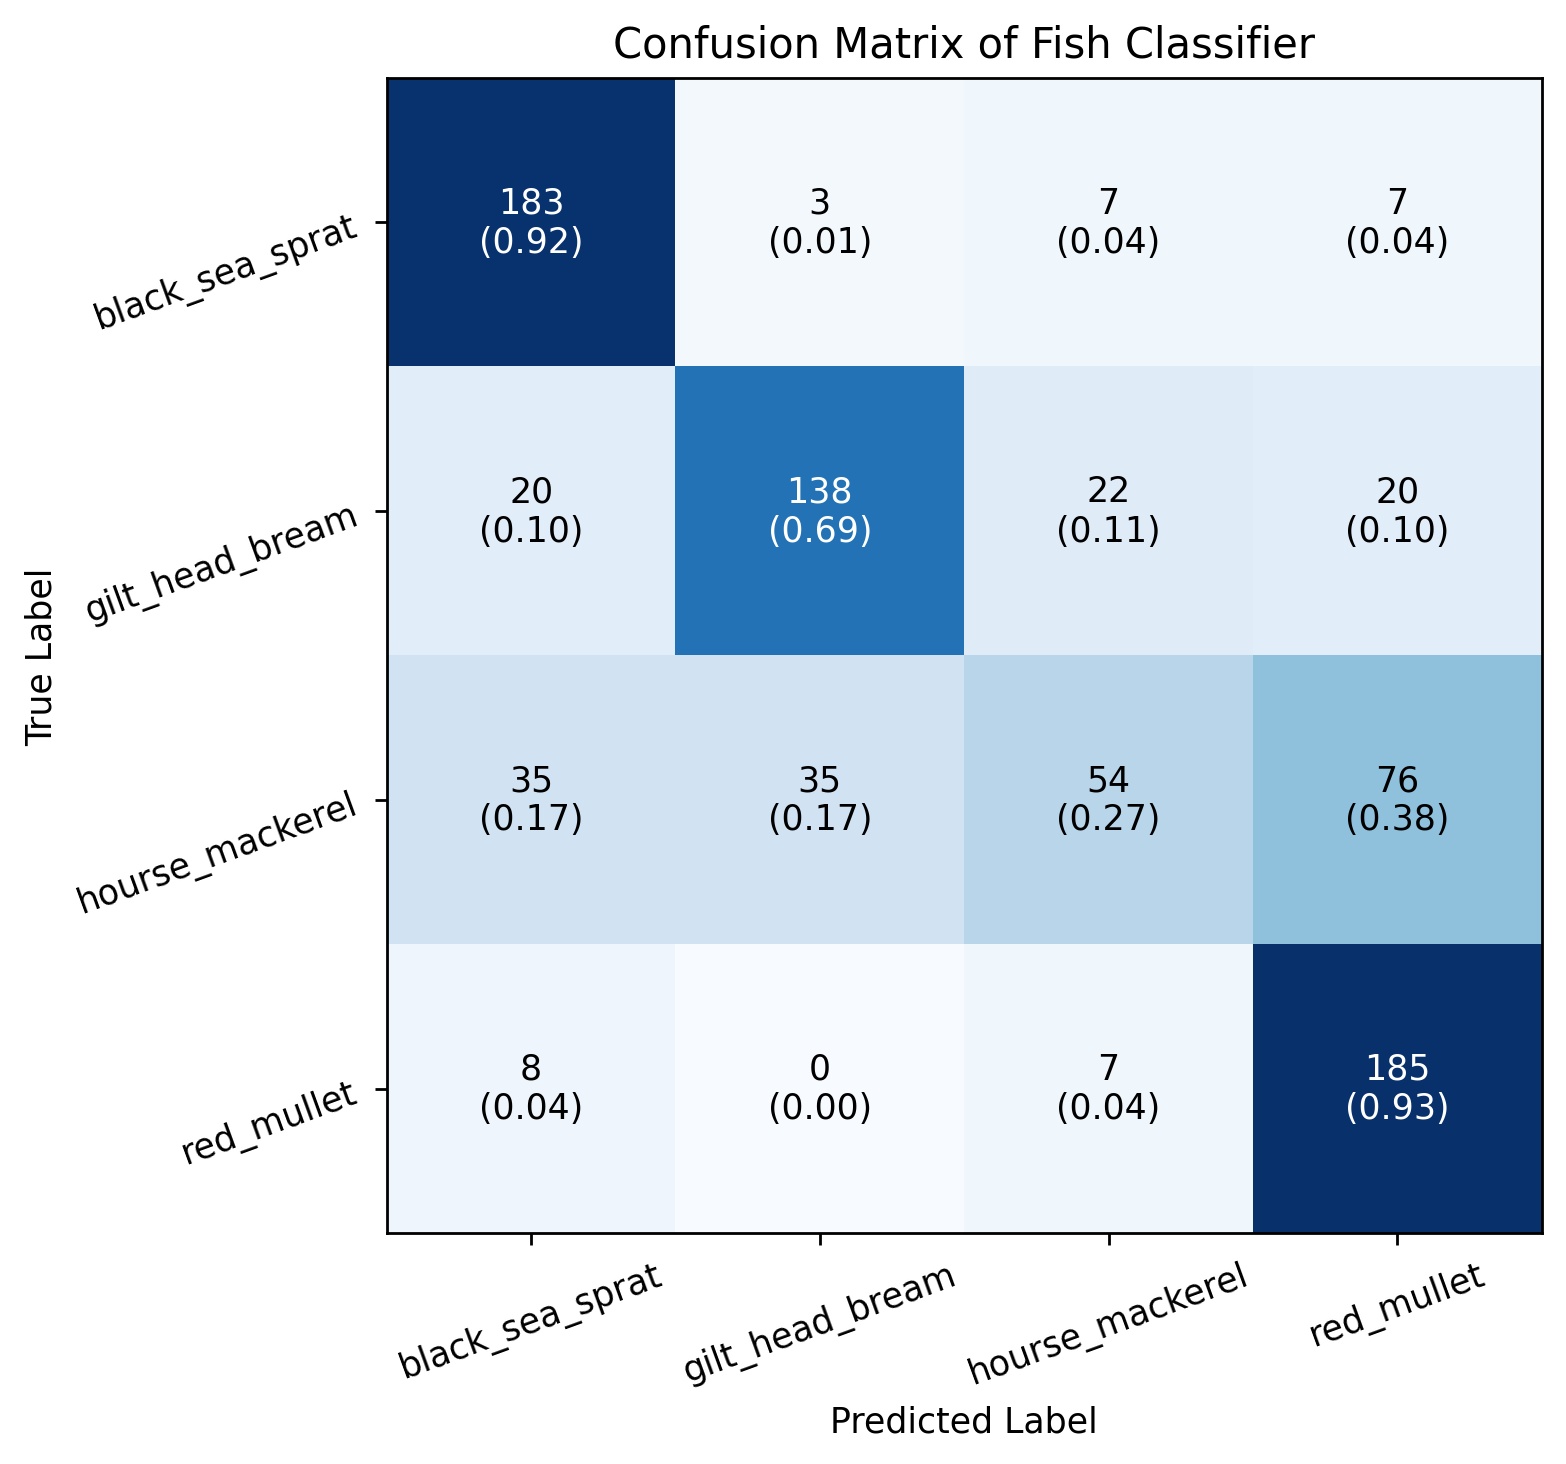 Confusion Matrix of Fish Classifier
True Label
black_sea_sprat
183
(0.92)
3
(0.01)
7
(0.04)
7
(0.04)
gilt_head_bream
20
(0.10)
138
(0.69)
22
(0.11)
20
(0.10)
hourse_mackerel
35
(0.17)
35
(0.17)
54
(0.27)
76
(0.38)
red_mullet
8
(0.04)
0
(0.00)
7
(0.04)
185
(0.93)
black_sea_sprat
gilt_head_bream
hourse_mackerel
red_mullet
Predicted Label